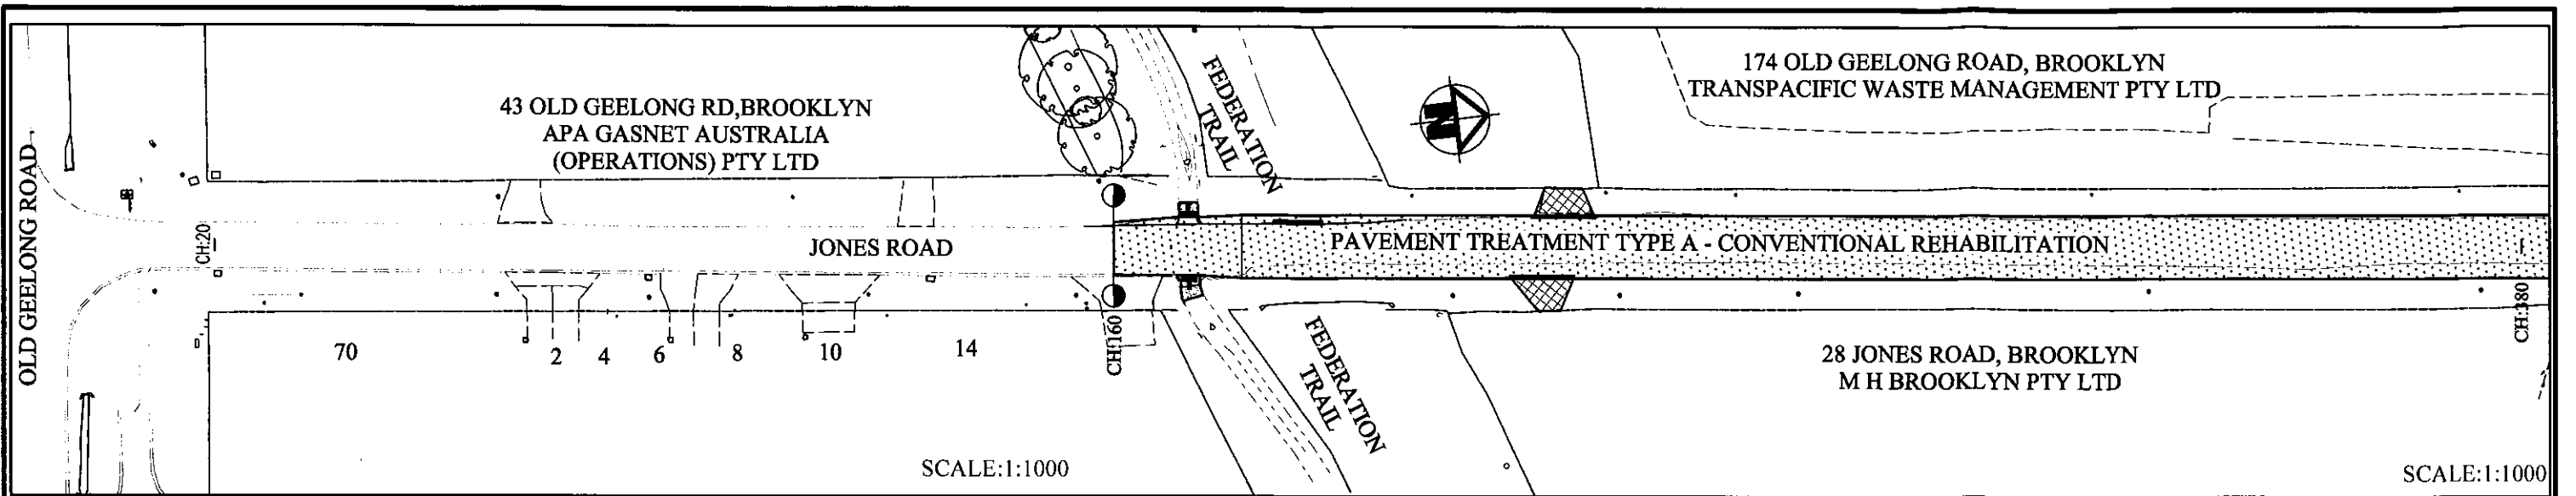 OLD GEELONG ROAD
CH:20
43 OLD GEELONG RD,BROOKLYN
APA GASNET AUSTRALIA
(OPERATIONS) PTY LTD
FEDERATION
TRAIL
N
174 OLD GEELONG ROAD, BROOKLYN
TRANSPACIFIC WASTE MANAGEMENT PTY LTD
JONES ROAD
PAVEMENT TREATMENT TYPE A - CONVENTIONAL REHABILITATION
70
2
4
6
8
10
14
CH:160
FEDERATION
TRAIL
28 JONES ROAD, BROOKLYN
M H BROOKLYN PTY LTD
CH:380
SCALE:1:1000
SCALE:1:1000